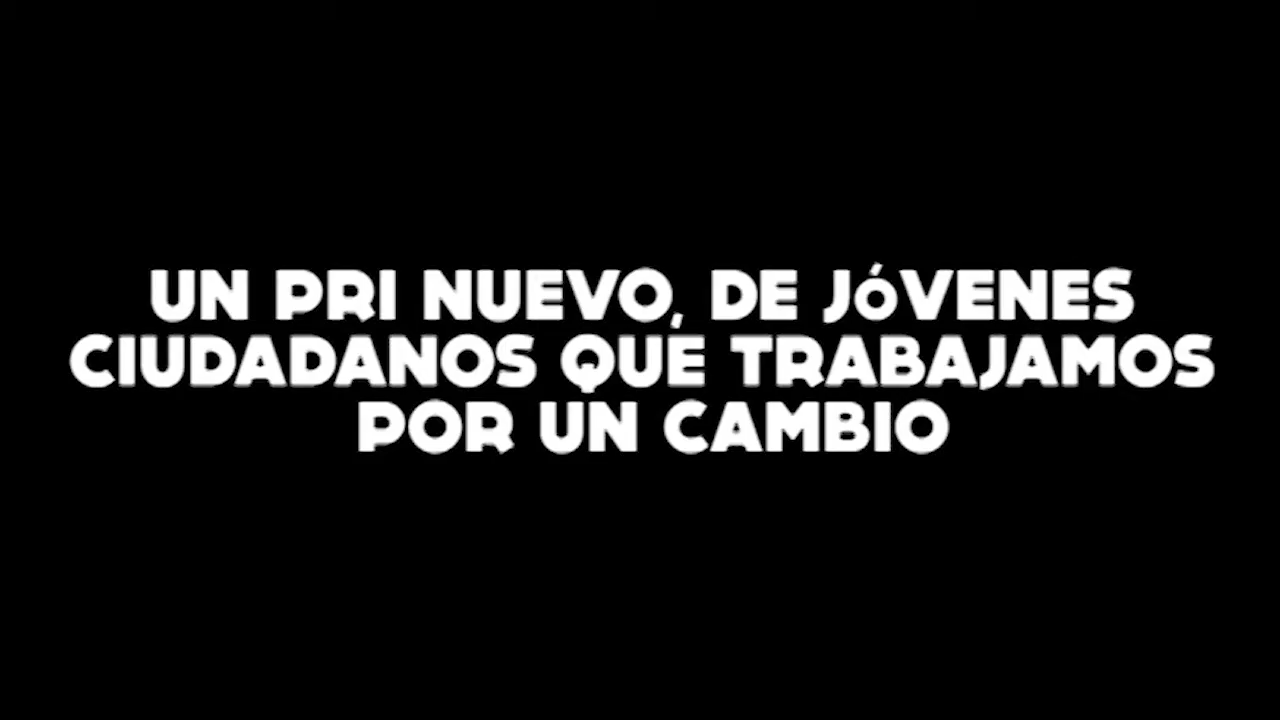 UN PRI NUEVO, DE JÓVENES
CIUDADANOS QUE TRABAJAMOS
POR UN CAMBIO